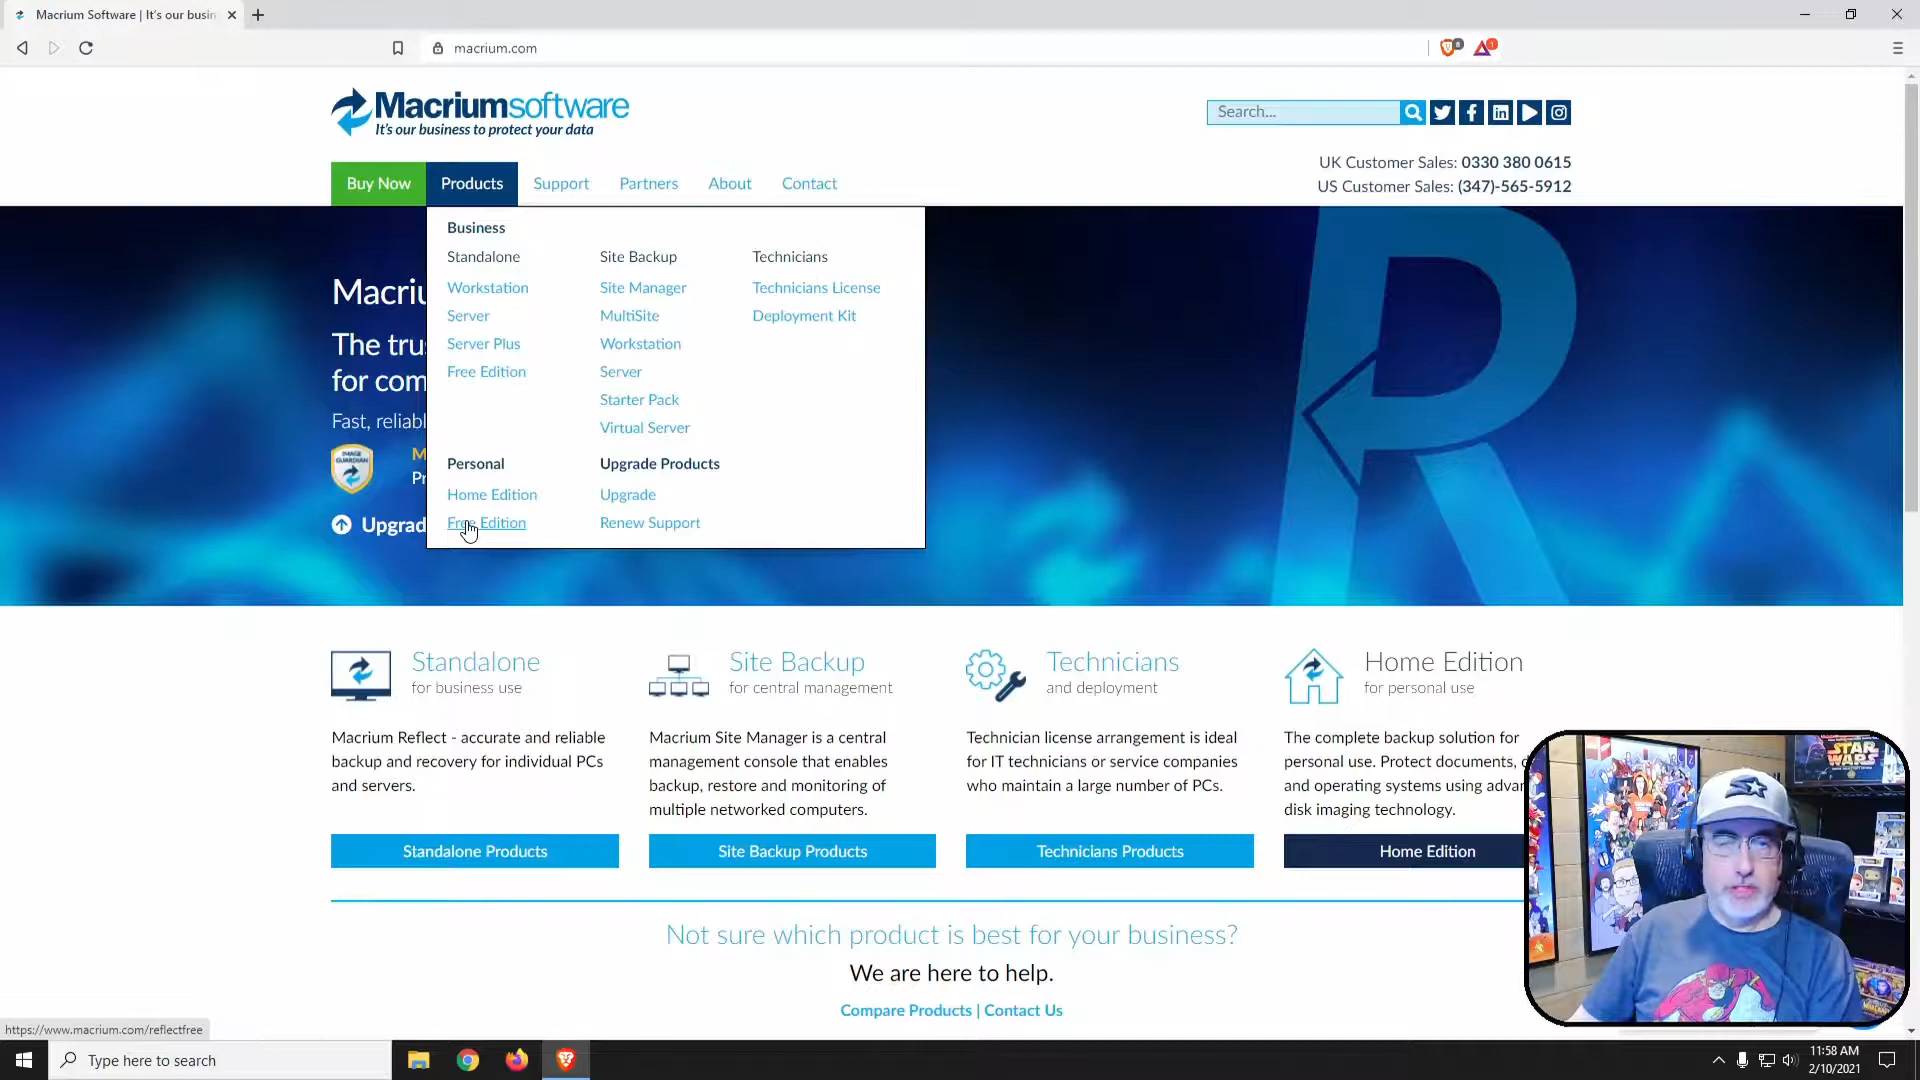 Macrium Software | It's our busin
macrium.com
8
1
Macriumsoftware
It's our business to protect your data
Search...
UK Customer Sales: 0330 380 0615
US Customer Sales: (347)-565-5912
Buy Now
Products
Support
Partners
About
Contact
Business
Standalone
Workstation
Server
Server Plus
Free Edition
Site Backup
Site Manager
MultiSite
Workstation
Server
Starter Pack
Virtual Server
Technicians
Technicians License
Deployment Kit
Personal
Home Edition
Free Edition
Upgrade Products
Upgrade
Renew Support
Macriu
The trus
for com
Fast, reliabl
IMAGE GUARDIAN
M
Pr
Upgrad
R
Standalone
for business use
Macrium Reflect - accurate and reliable
backup and recovery for individual PCs
and servers.
Standalone Products
Site Backup
for central management
Macrium Site Manager is a central
management console that enables
backup, restore and monitoring of
multiple networked computers.
Site Backup Products
Technicians
and deployment
Technician license arrangement is ideal
for IT technicians or service companies
who maintain a large number of PCs.
Technicians Products
Home Edition
for personal use
The complete backup solution for
personal use. Protect documents,
and operating systems using advan
disk imaging technology.
Home Edition
Not sure which product is best for your business?
We are here to help.
Compare Products | Contact Us
STAR
WARS
https://www.macrium.com/reflectfree
Type here to search
11:58 AM
2/10/2021